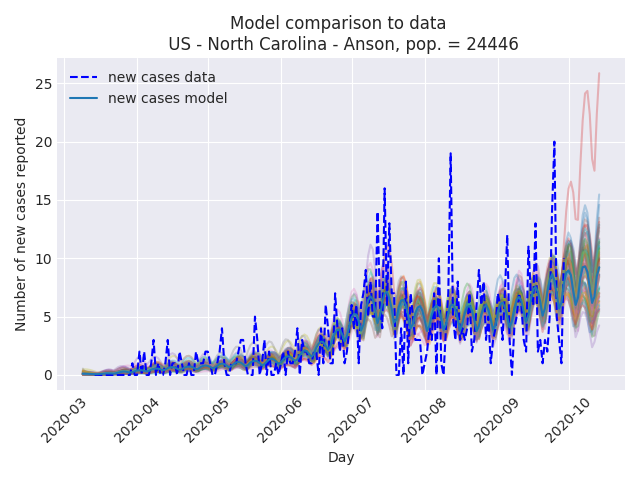 Model comparison to data
US - North Carolina - Anson, pop. = 24446
new cases data
new cases model
Number of new cases reported
25
20
15
10
5
0
2020-03
2020-04
2020-05
2020-06
2020-07
2020-08
2020-09
2020-10
Day